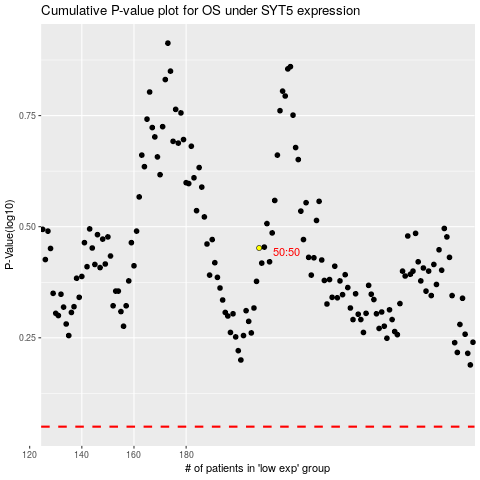 Cumulative P-value plot for OS under SYT5 expression
P-Value(log10)
0.75
0.50
0.25
50:50
120 140 160 180
# of patients in 'low exp' group